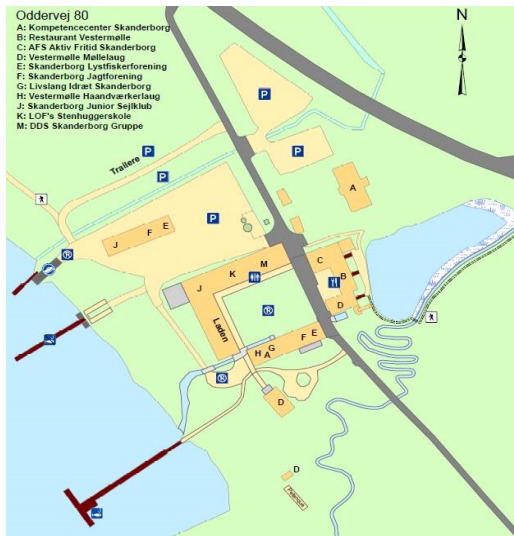 Oddervej 80
A: Kompetencecenter Skanderborg
B: Restaurant Vestermølle
C: AFS Aktiv Fritid Skanderborg
D: Vestermølle Møllelaug
E: Skanderborg Lystfiskerforening
F: Skanderborg Jagtforening
G: Livslang Idræt Skanderborg
H: Vestermølle Haandværkerlaug
J: Skanderborg Junior Sejlklub
K: LOF's Stenhuggerskole
M: DDS Skanderborg Gruppe
N
P
P
Trailere
P
P
A
J F E
R
M
C
K
B
J
R
D
Laden
F E
G
H A
R
D
D